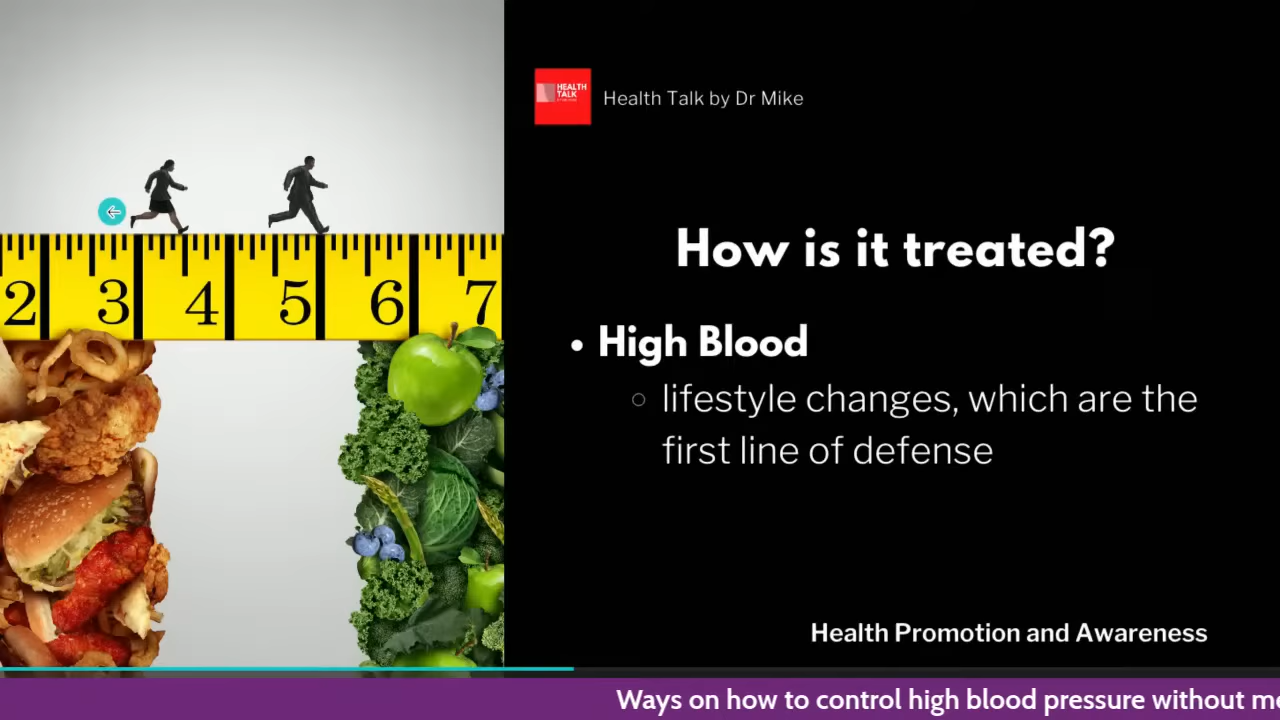 HEALTH
TALK
Health Talk by Dr Mike
How is it treated?
• High Blood
○ lifestyle changes, which are the
first line of defense
2 3 4 5 6 7
Health Promotion and Awareness
Ways on how to control high blood pressure without